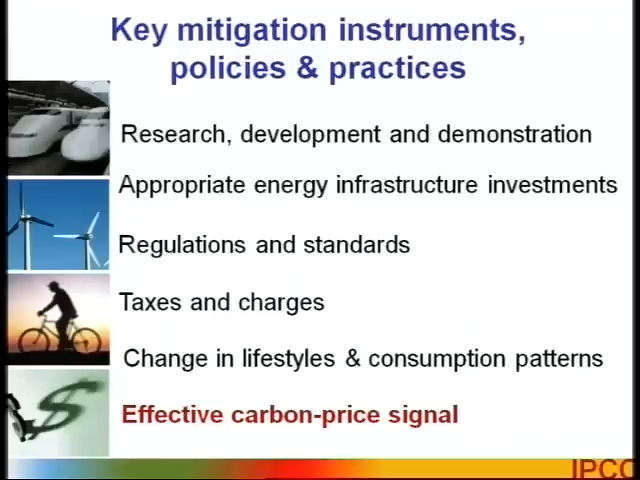 Key mitigation instruments,
policies & practices
Research, development and demonstration
Appropriate energy infrastructure investments
Regulations and standards
Taxes and charges
Change in lifestyles & consumption patterns
Effective carbon-price signal
IPCC